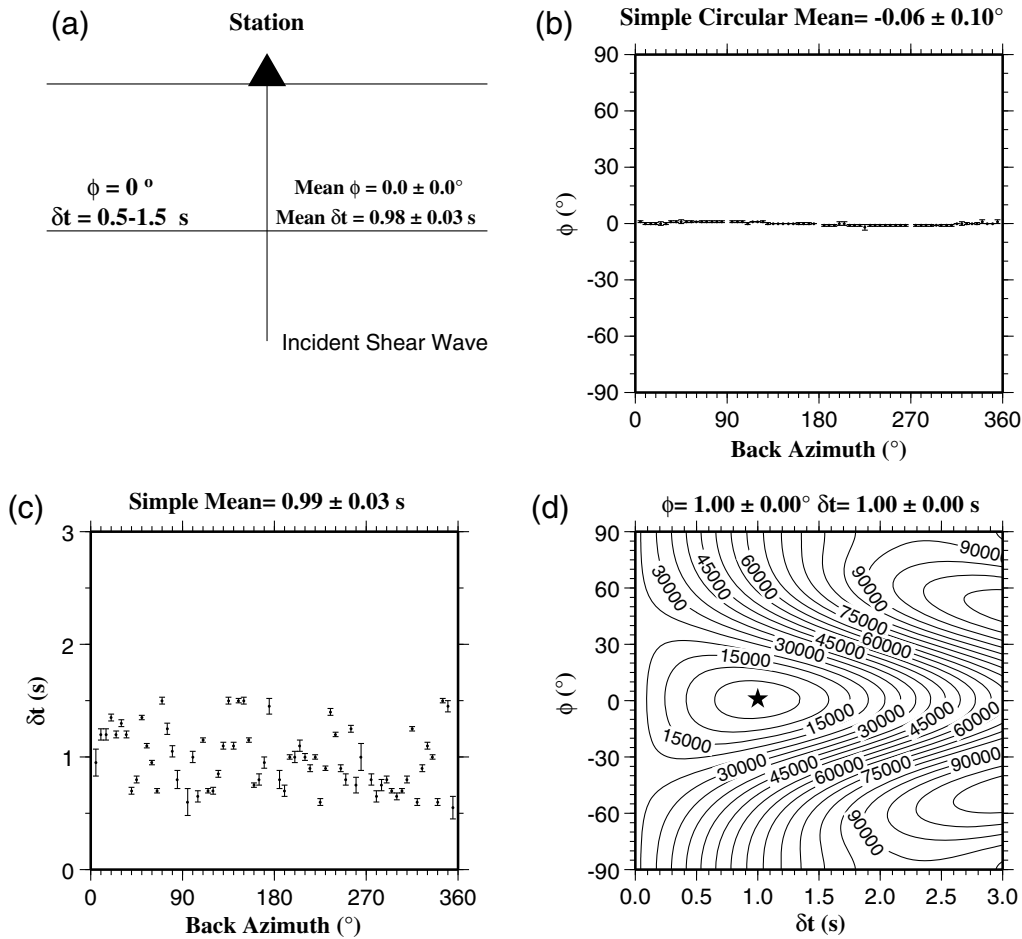 (a)
Station
ϕ = 0 °
δt = 0.5-1.5 s
Mean ϕ = 0.0 ± 0.0°
Mean δt = 0.98 ± 0.03 s
Incident Shear Wave
(b)
Simple Circular Mean= -0.06 ± 0.10°
90
60
30
0
-30
-60
-90
ϕ (°)
0 90 180 270 360
Back Azimuth (°)
(c)
Simple Mean= 0.99 ± 0.03 s
3
2
1
0
δt (s)
0 90 180 270 360
Back Azimuth (°)
(d)
ϕ= 1.00 ± 0.00° δt= 1.00 ± 0.00 s
90
60
30
0
-30
-60
-90
ϕ (°)
30000 45000 60000 90000 90000
75000
60000
45000
30000
15000
15000 15000 30000 45000 60000
30000 45000 60000 75000 90000
90000
0.0 0.5 1.0 1.5 2.0 2.5 3.0
δt (s)